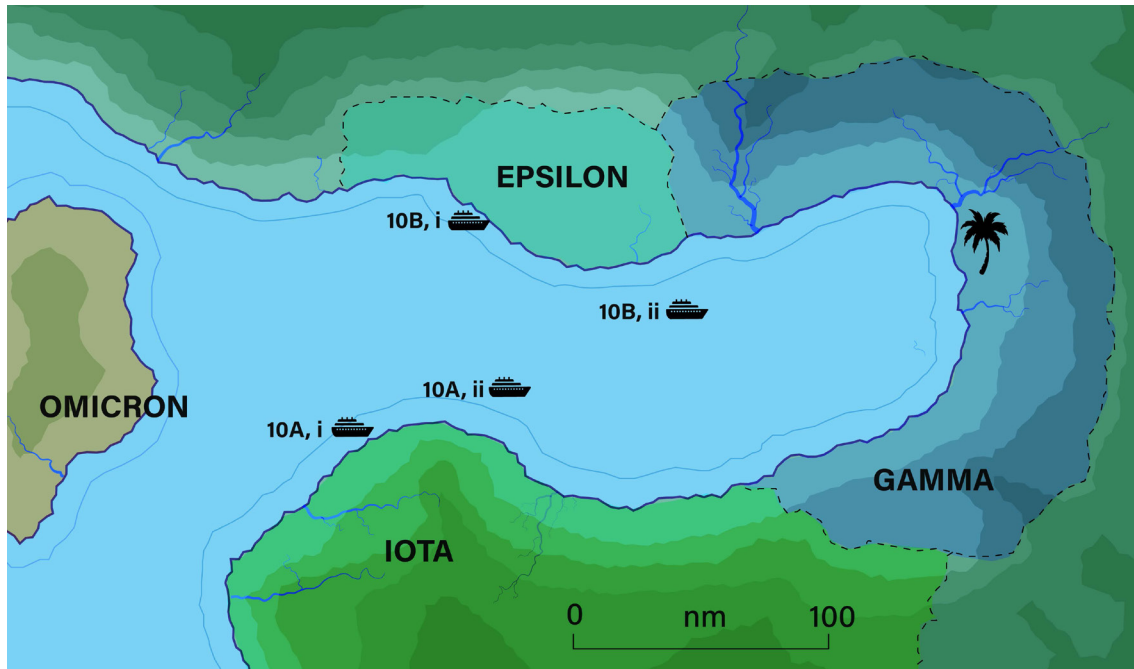 EPSILON
10B, i
10B, ii
10A, ii
OMICRON
10A, i
GAMMA
IOTA
0 nm 100